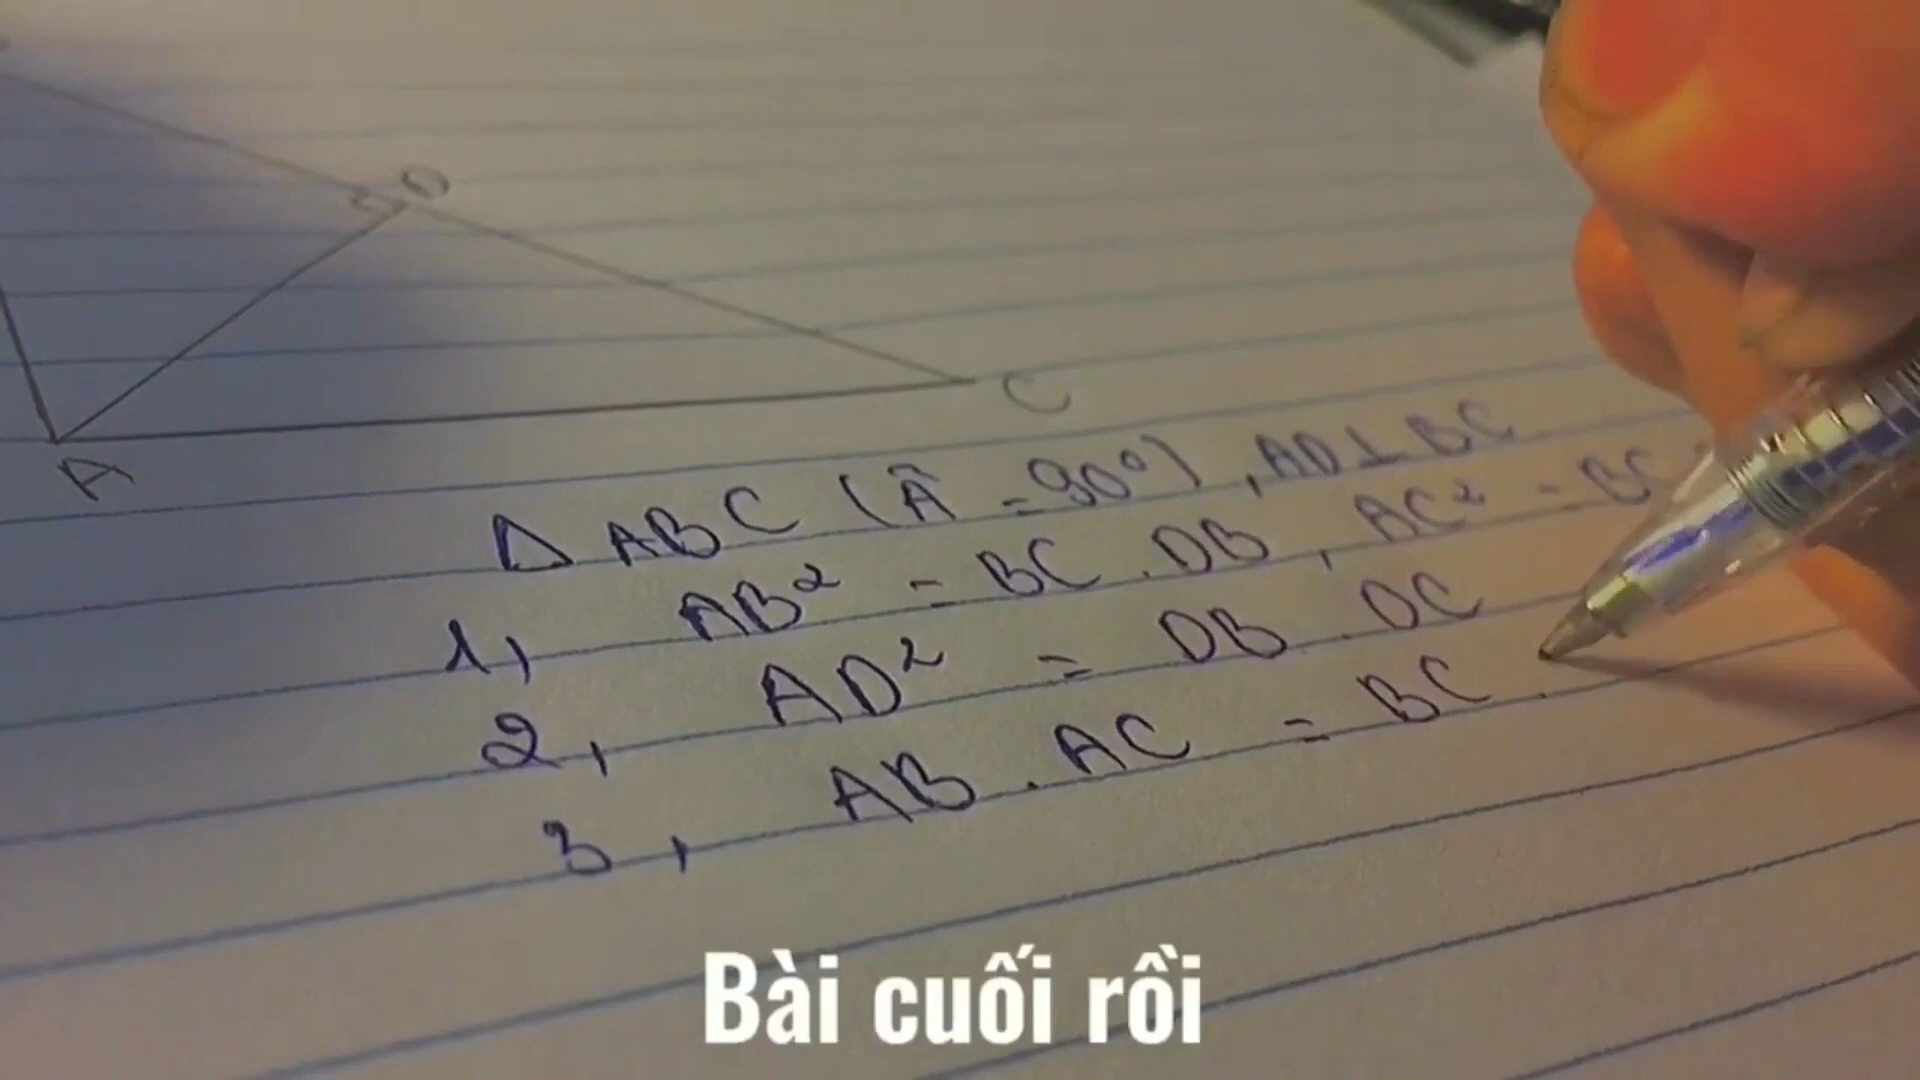 D
C
A
Δ ABC (Â = 90°), AD ⊥ BC
1, AB² = BC . DB, AC² = BC
2, AD² = DB . DC
3, AB . AC = BC .
Bài cuối rồi